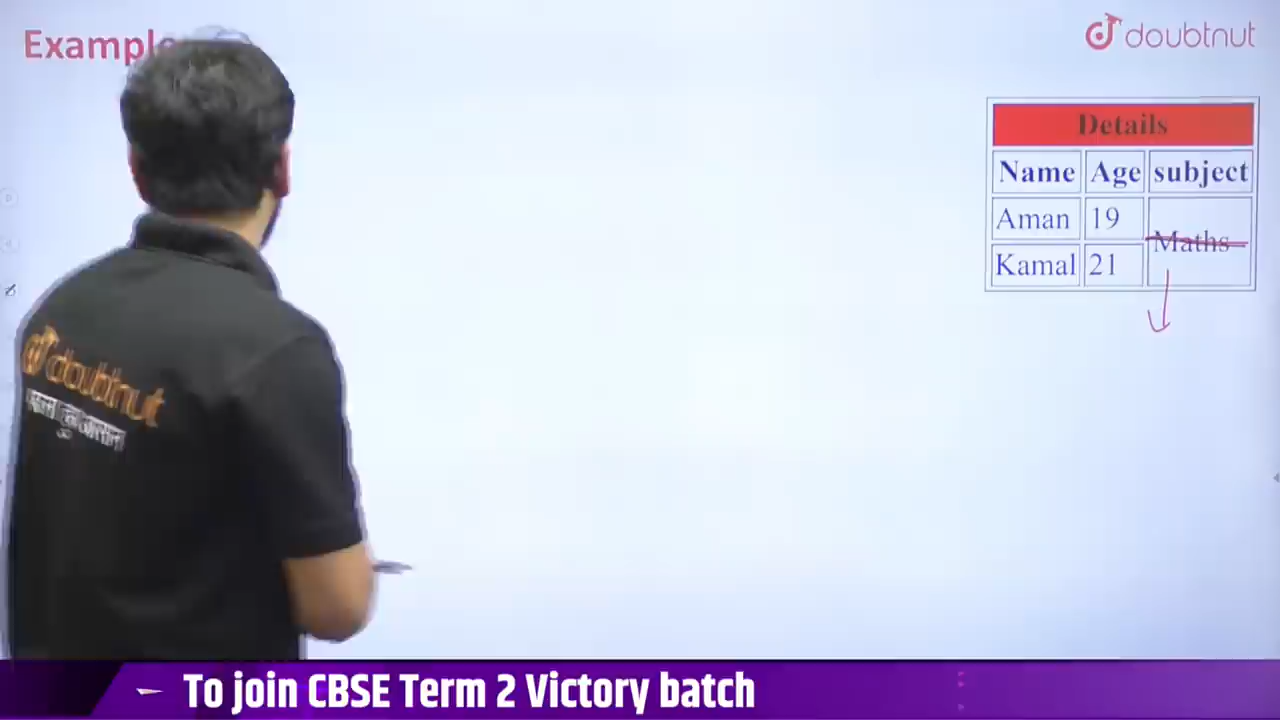 Example
doubtnut
Details
Name Age subject
Aman 19
Maths
Kamal 21
doubtnut
To join CBSE Term 2 Victory batch